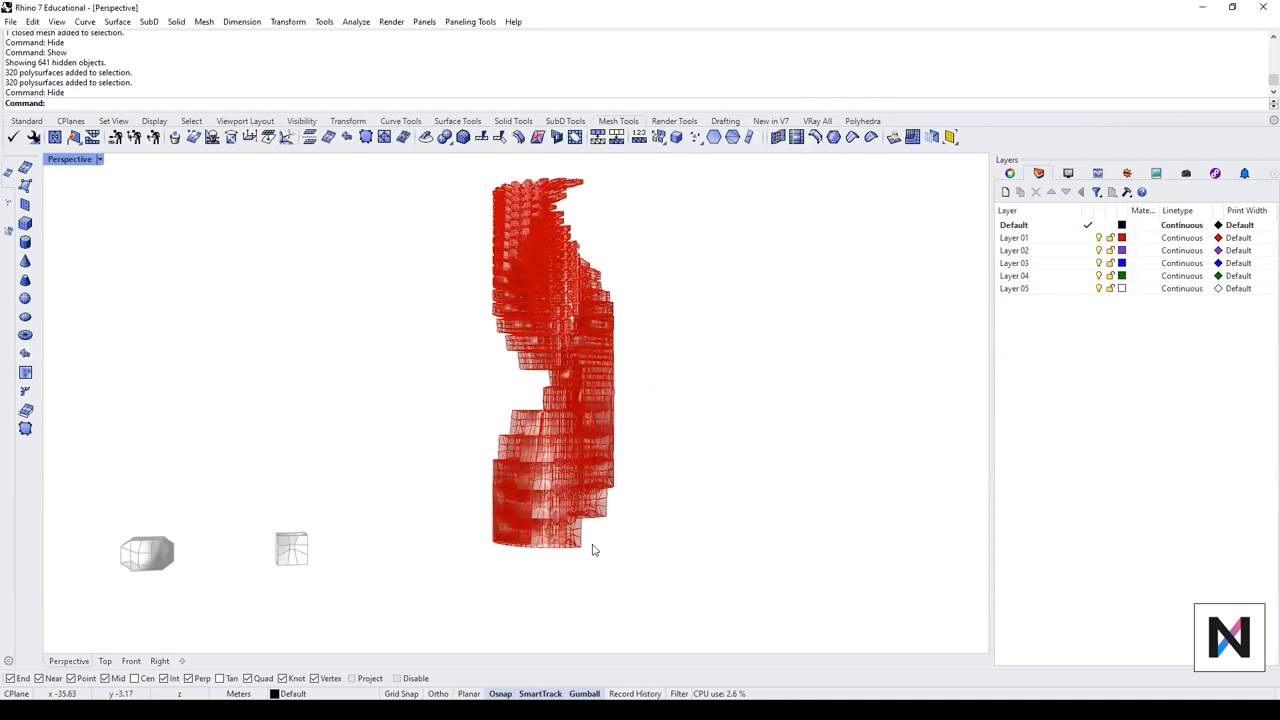 Rhino 7 Educational - [Perspective]
File Edit View Curve Surface SubD Solid Mesh Dimension Transform Tools Analyze Render Panels Paneling Tools Help
1 closed mesh added to selection.
Command: Hide
Command: Show
Showing 641 hidden objects.
320 polysurfaces added to selection.
320 polysurfaces added to selection.
Command: Hide
Command:
Standard CPlanes Set View Display Select Viewport Layout Visibility Transform Curve Tools Surface Tools Solid Tools SubD Tools Mesh Tools Render Tools Drafting New in V7 VRay All Polyhedra
1 2 3
Perspective
Layers
Layer Mate... Linetype Print Width
Default Continuous Default
Layer 01 Continuous Default
Layer 02 Continuous Default
Layer 03 Continuous Default
Layer 04 Continuous Default
Layer 05 Continuous Default
N
Perspective Top Front Right
End Near Point Mid Cen Int Perp Tan Quad Knot Vertex Project Disable
CPlane x -35.63 y -3.17 z Meters Default Grid Snap Ortho Planar Osnap SmartTrack Gumball Record History Filter CPU use: 2.6 %